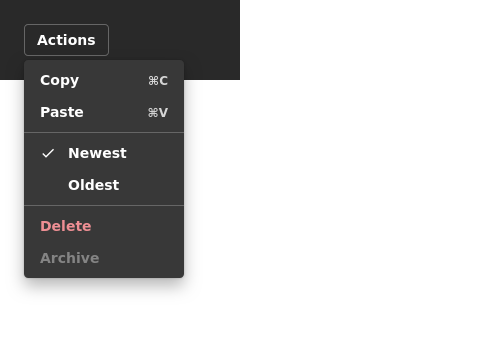 Actions
Copy ⌘C
Paste ⌘V
Newest
Oldest
Delete
Archive